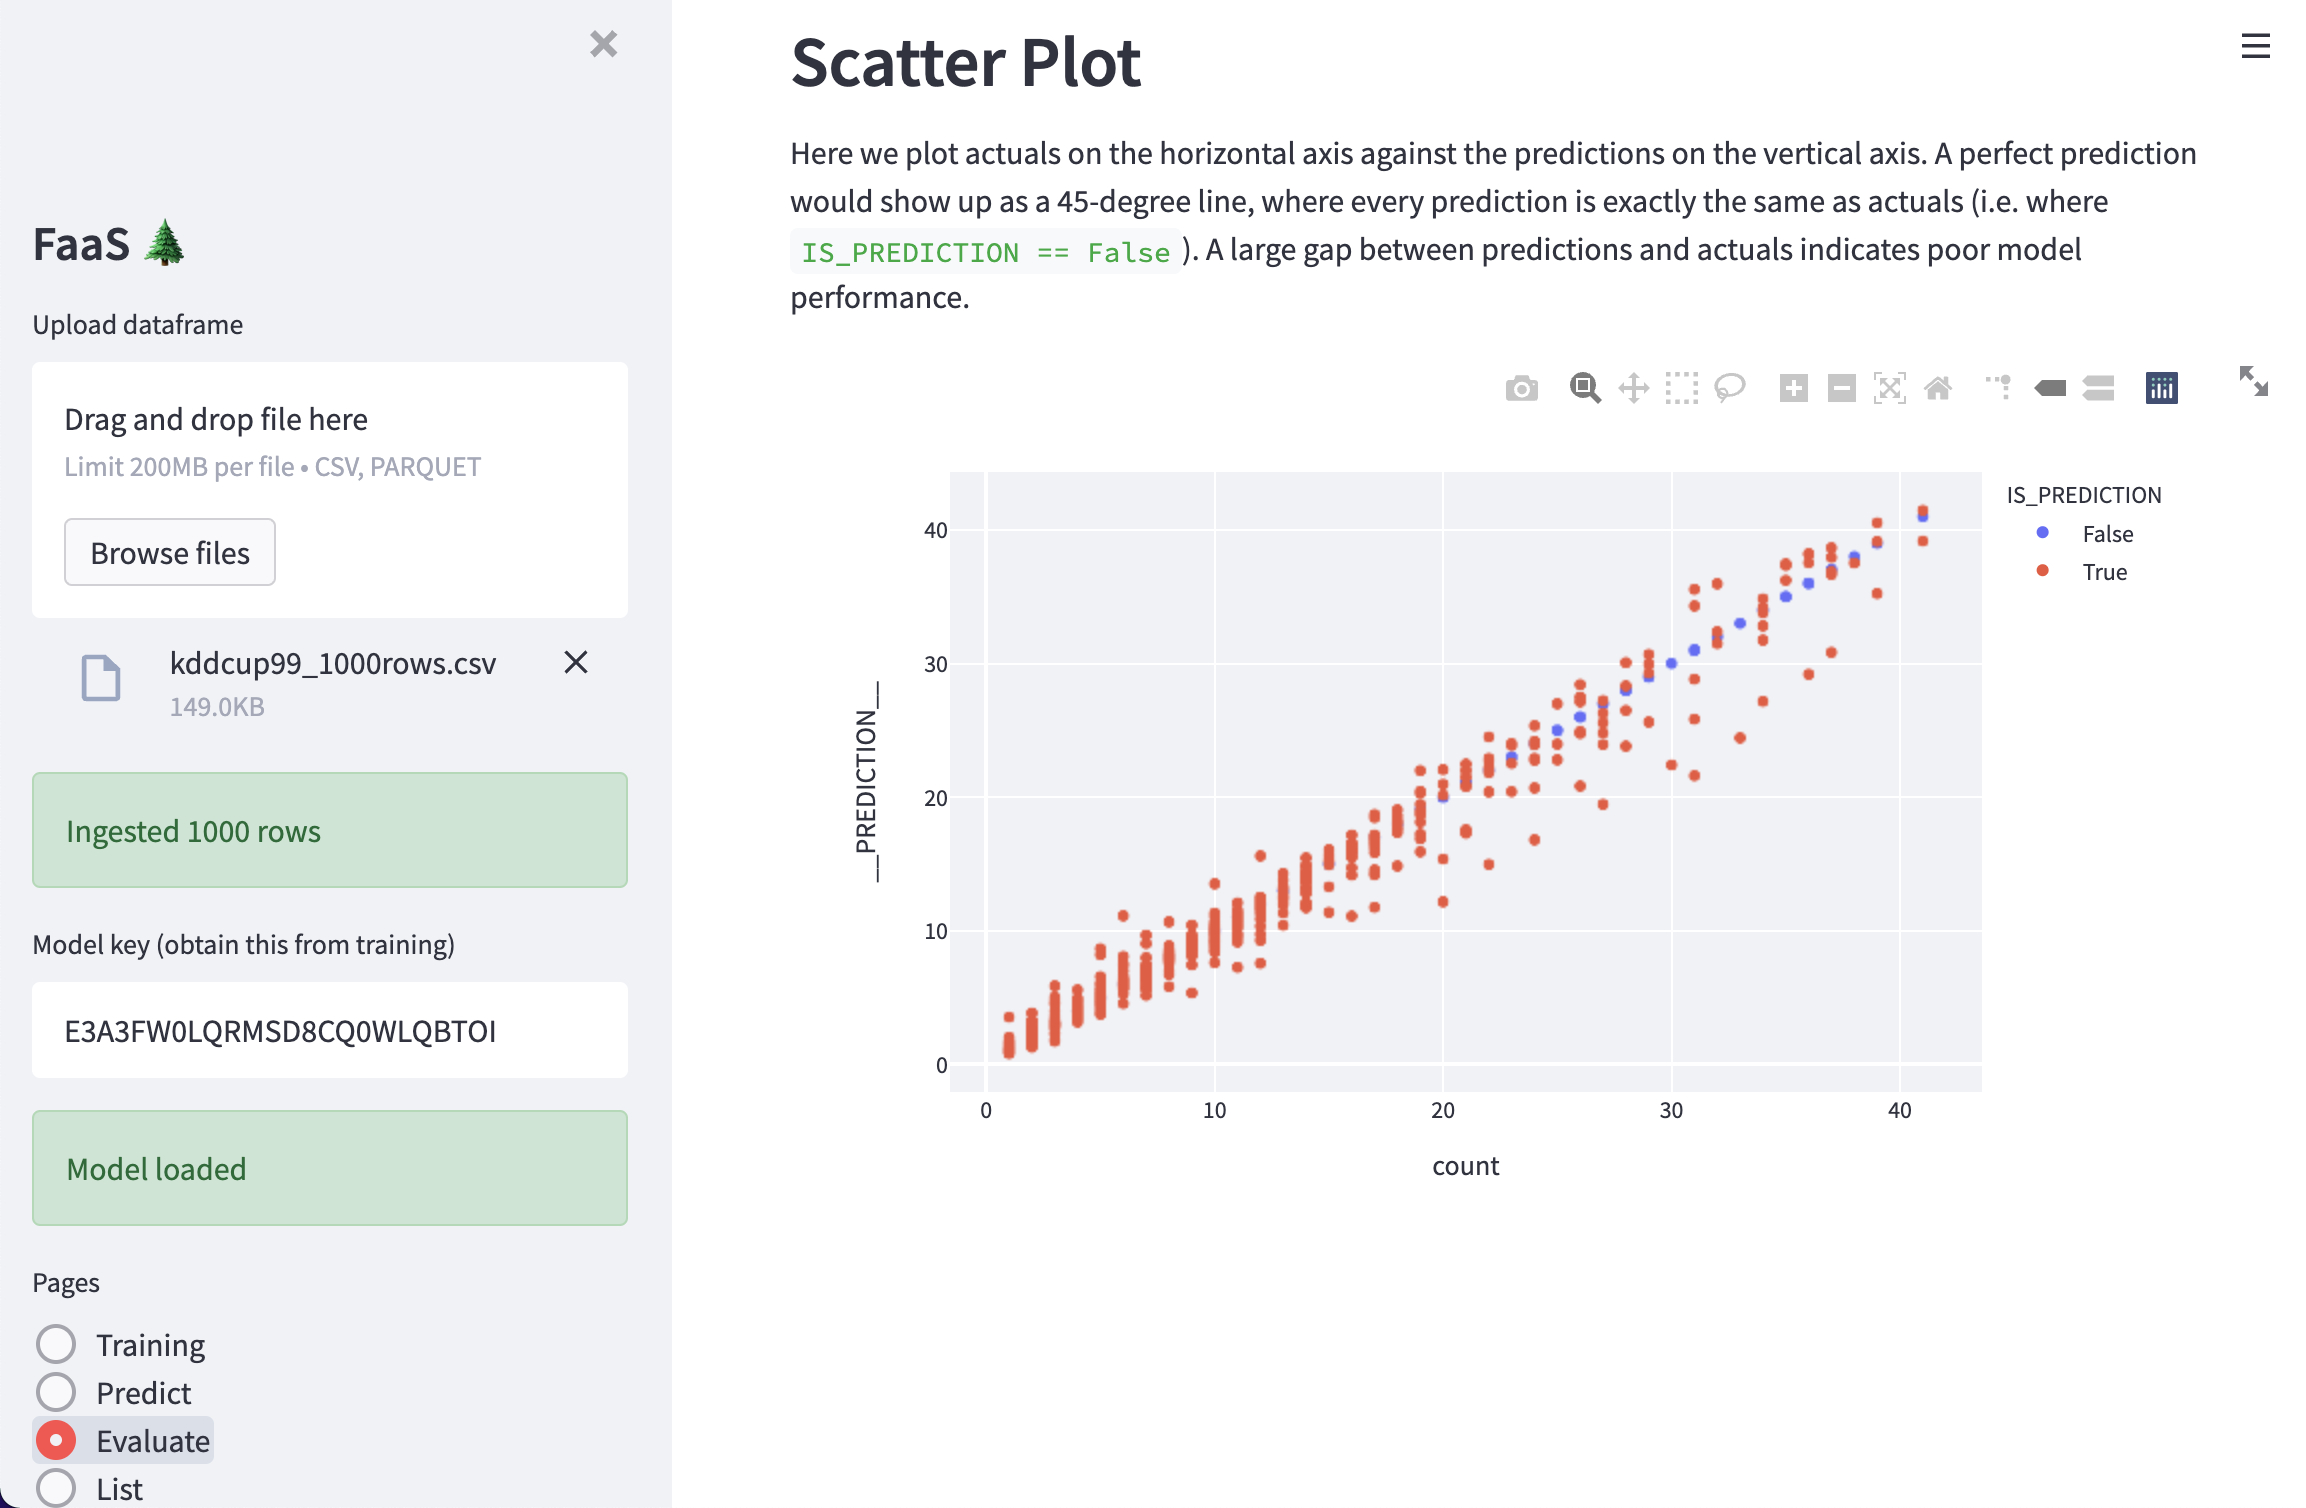 FaaS 🌲
Upload dataframe
Drag and drop file here
Limit 200MB per file • CSV, PARQUET
Browse files
kddcup99_1000rows.csv
149.0KB
Ingested 1000 rows
Model key (obtain this from training)
E3A3FW0LQRMSD8CQ0WLQBTOI
Model loaded
Pages
Training
Predict
Evaluate
List
Scatter Plot
Here we plot actuals on the horizontal axis against the predictions on the vertical axis. A perfect prediction
would show up as a 45-degree line, where every prediction is exactly the same as actuals (i.e. where
IS_PREDICTION == False ). A large gap between predictions and actuals indicates poor model
performance.
IS_PREDICTION
False
True
__PREDICTION__
40
30
20
10
0
0 10 20 30 40
count